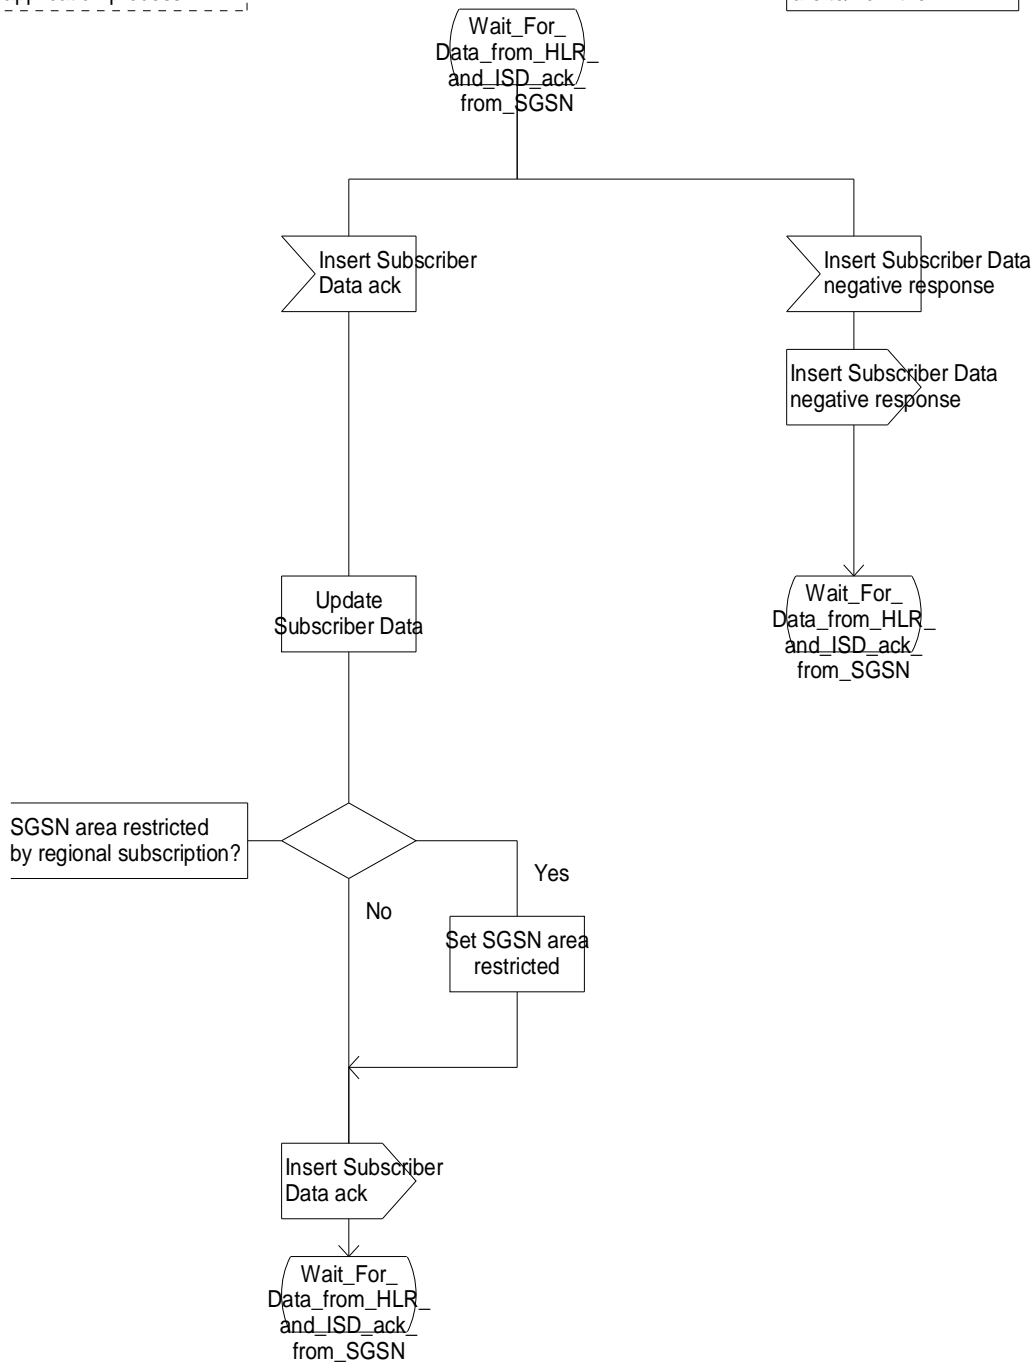 Wait_For_
Data_from_HLR_
and_ISD_ack_
from_SGSN
Insert Subscriber
Data ack
Insert Subscriber Data
negative response
Insert Subscriber Data
negative response
Update
Subscriber Data
Wait_For_
Data_from_HLR_
and_ISD_ack_
from_SGSN
SGSN area restricted
by regional subscription?
Yes
No
Set SGSN area
restricted
Insert Subscriber
Data ack
Wait_For_
Data_from_HLR_
and_ISD_ack_
from_SGSN